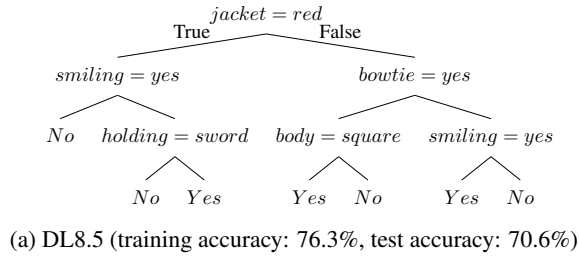 jacket = red
True False
smiling = yes bowtie = yes
No holding = sword body = square smiling = yes
No Yes Yes No Yes No
(a) DL8.5 (training accuracy: 76.3%, test accuracy: 70.6%)